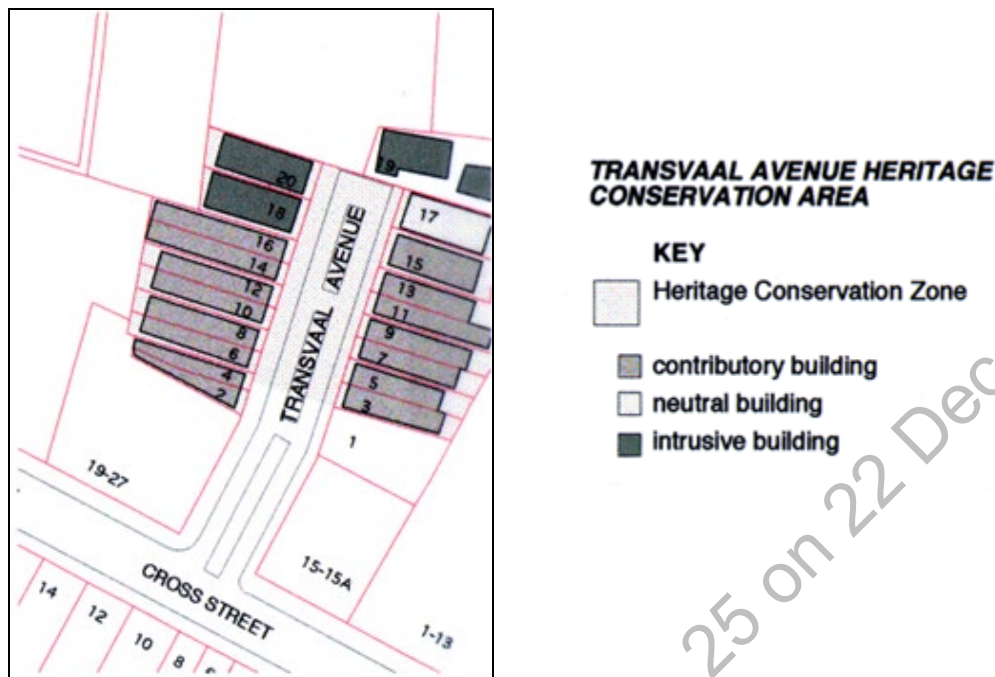 20
19
18
17
16
14
15
12
13
10
11
8
9
6
7
4
5
2
3
1
TRANSVAAL AVENUE
19-27
15-15A
CROSS STREET
1-13
14
12
10
8
TRANSVAAL AVENUE HERITAGE
CONSERVATION AREA
KEY
Heritage Conservation Zone
contributory building
neutral building
intrusive building
25 on 22 Dec